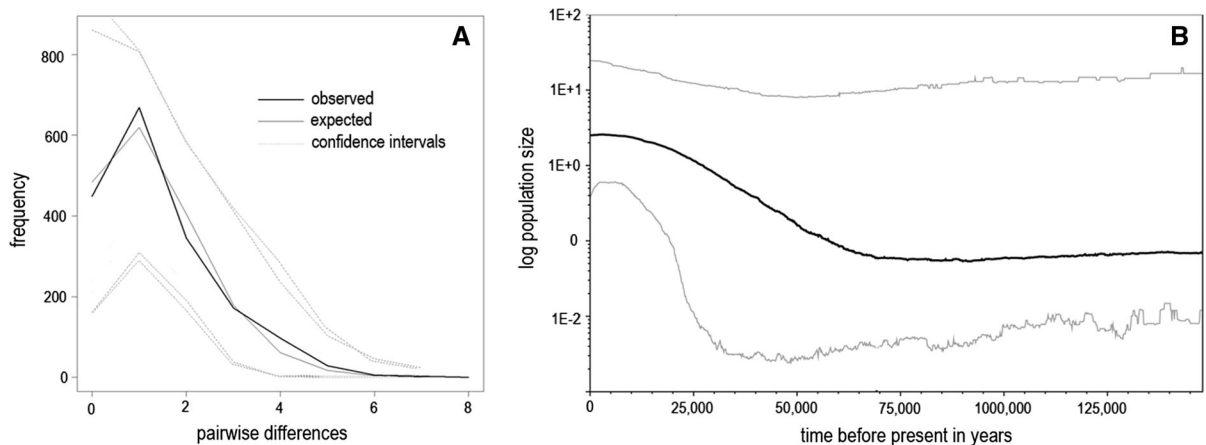 A
800
600
400
200
0
frequency
observed
expected
confidence intervals
0 2 4 6 8
pairwise differences
B
1E+2
1E+1
1E+0
0
1E-2
log population size
0 25,000 50,000 75,000 1000,000 125,000
time before present in years